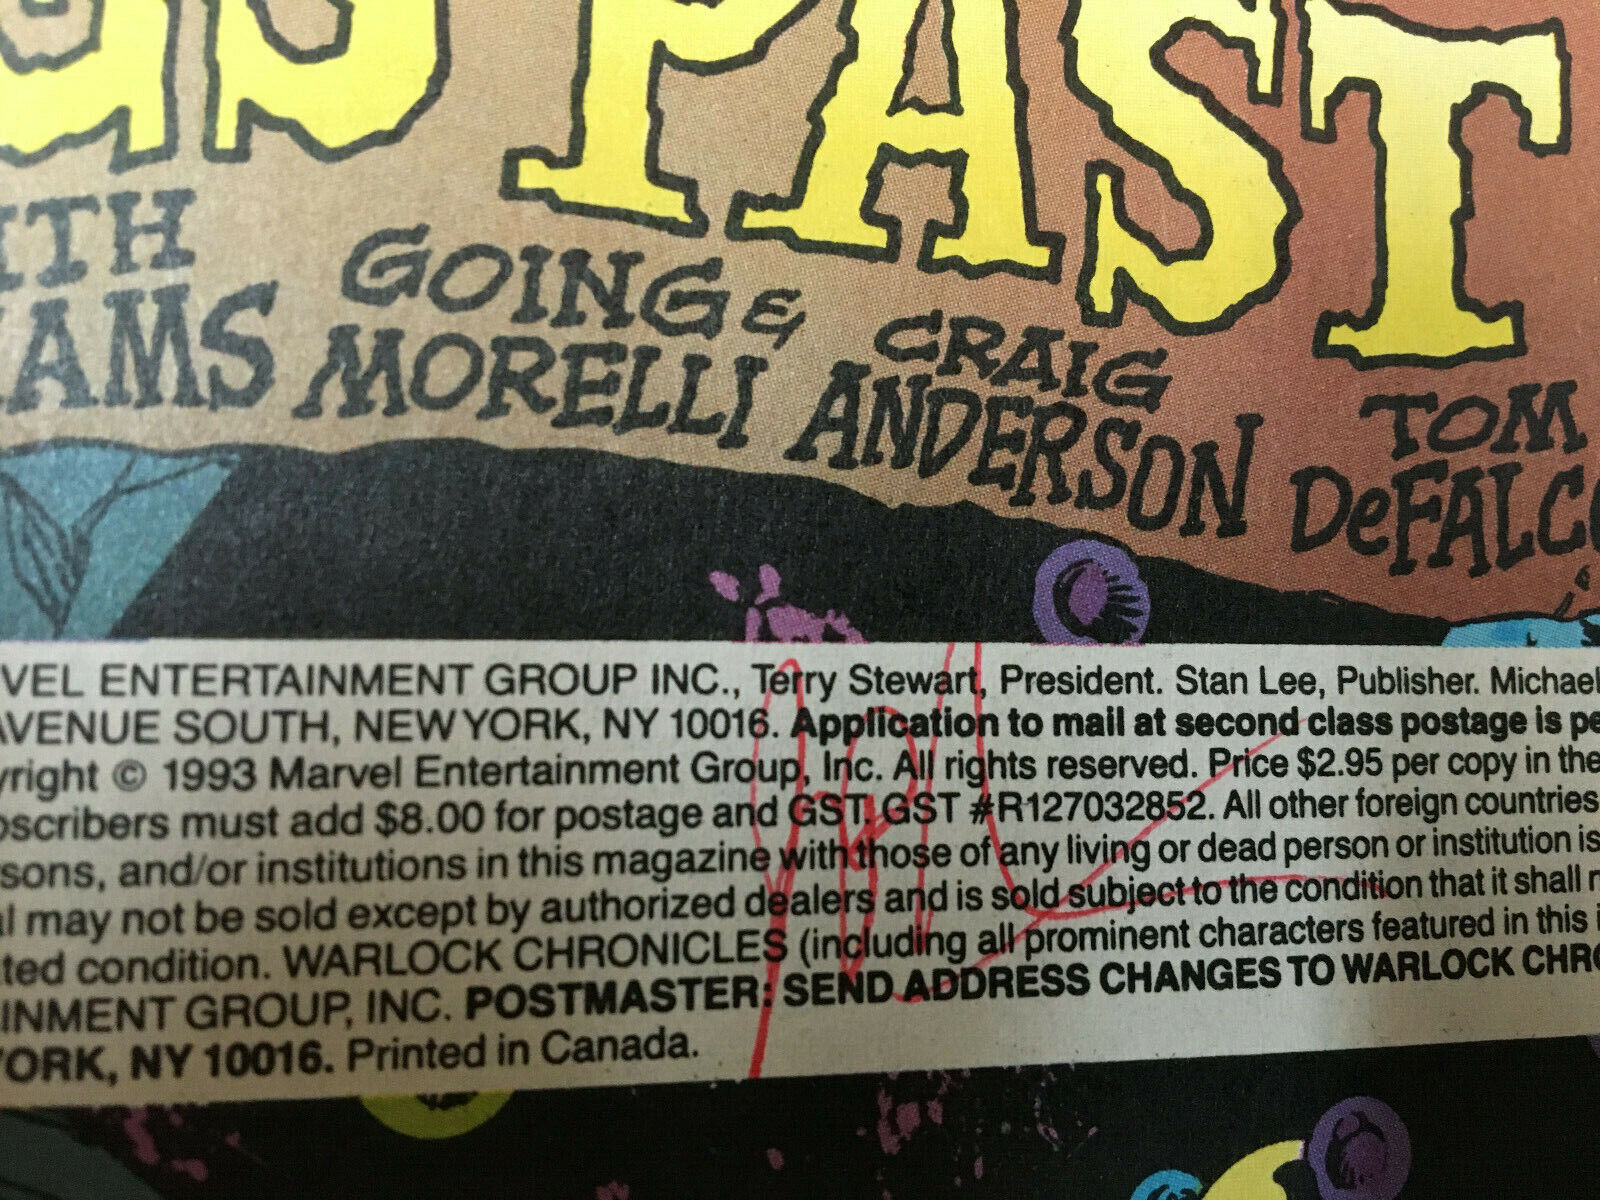 GS PAST
ITH
GOING & CRAIG
TOM
IAMS MORELLI ANDERSON DeFALCO
VEL ENTERTAINMENT GROUP INC., Terry Stewart, President. Stan Lee, Publisher. Michael
AVENUE SOUTH, NEW YORK, NY 10016. Application to mail at second class postage is pe
yright © 1993 Marvel Entertainment Group, Inc. All rights reserved. Price $2.95 per copy in the
bscribers must add $8.00 for postage and GST. GST #R127032852. All other foreign countries
sons, and/or institutions in this magazine with those of any living or dead person or institution is
al may not be sold except by authorized dealers and is sold subject to the condition that it shall n
ted condition. WARLOCK CHRONICLES (including all prominent characters featured in this i
INMENT GROUP, INC. POSTMASTER: SEND ADDRESS CHANGES TO WARLOCK CHRO
YORK, NY 10016. Printed in Canada.